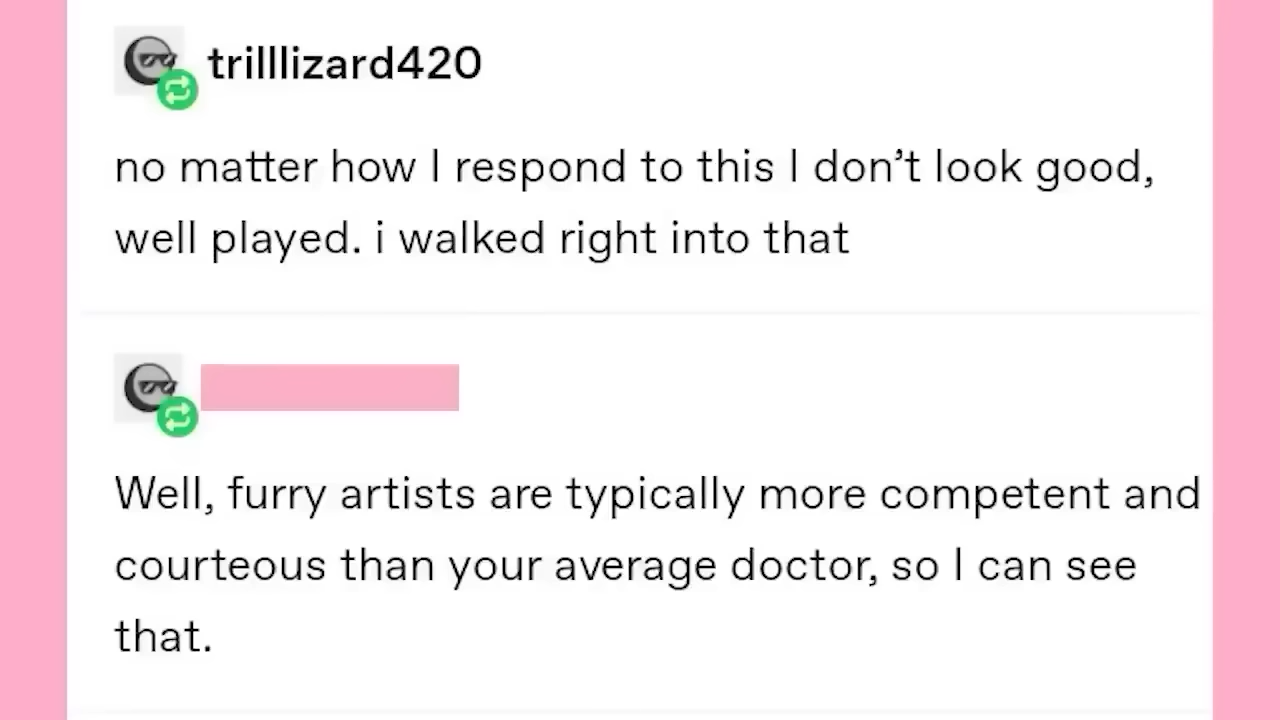 trilllizard420
no matter how I respond to this I don’t look good,
well played. i walked right into that
Well, furry artists are typically more competent and
courteous than your average doctor, so I can see
that.